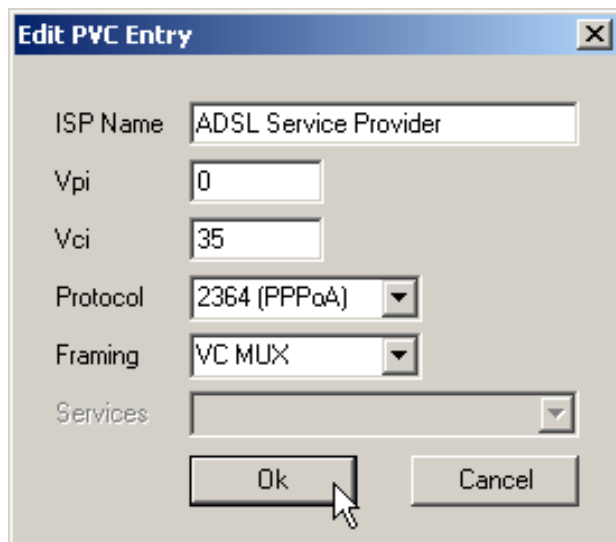 Edit PVC Entry
ISP Name ADSL Service Provider
Vpi 0
Vci 35
Protocol 2364 (PPPoA)
Framing VC MUX
Services
Ok Cancel